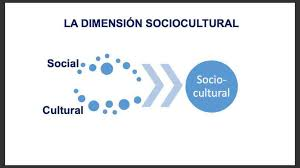 LA DIMENSIÓN SOCIOCULTURAL
Social
Cultural
Socio-
cultural